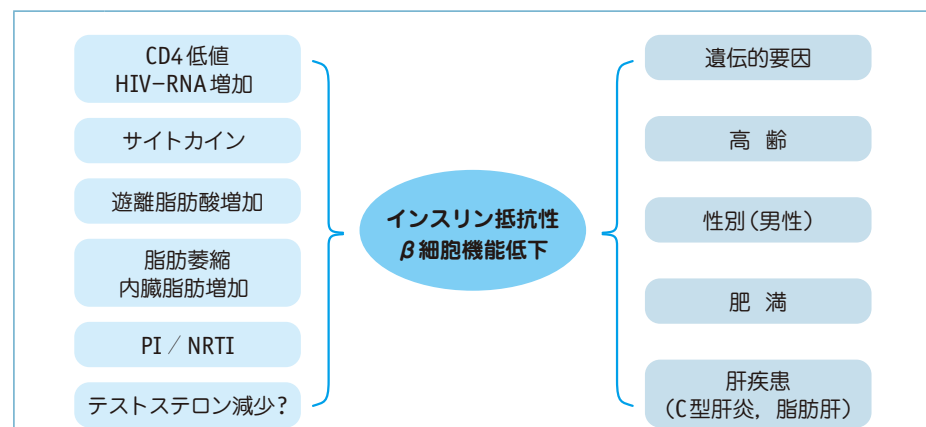 CD4低値
HIV-RNA増加
サイトカイン
遊離脂肪酸増加
脂肪萎縮
内臓脂肪増加
PI / NRTI
テストステロン減少?
インスリン抵抗性
β細胞機能低下
遺伝的要因
高 齢
性別(男性)
肥 満
肝疾患
(C型肝炎, 脂肪肝)